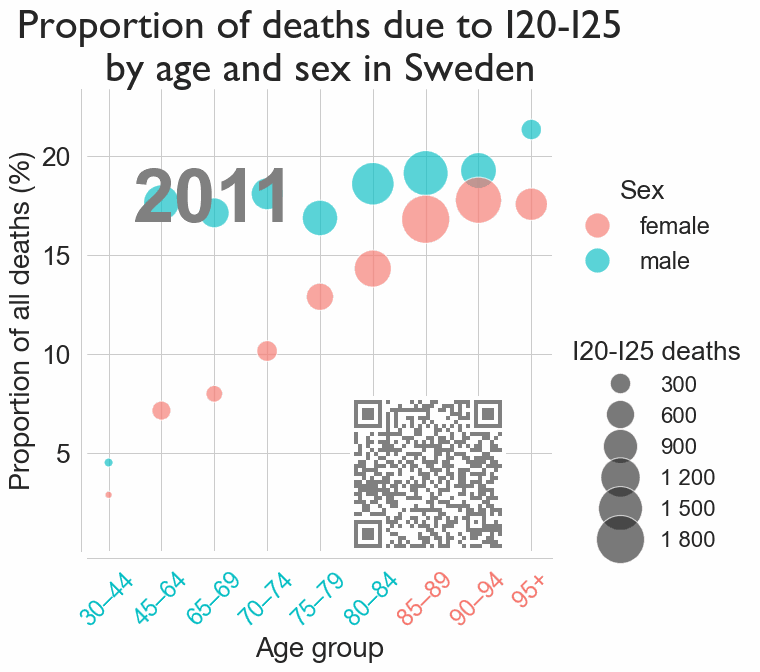 Proportion of deaths due to I20-I25
by age and sex in Sweden
Proportion of all deaths (%)
20
15
10
5
2011
30–44
45–64
65–69
70–74
75–79
80–84
85–89
90–94
95+
Age group
Sex
female
male
I20-I25 deaths
300
600
900
1 200
1 500
1 800